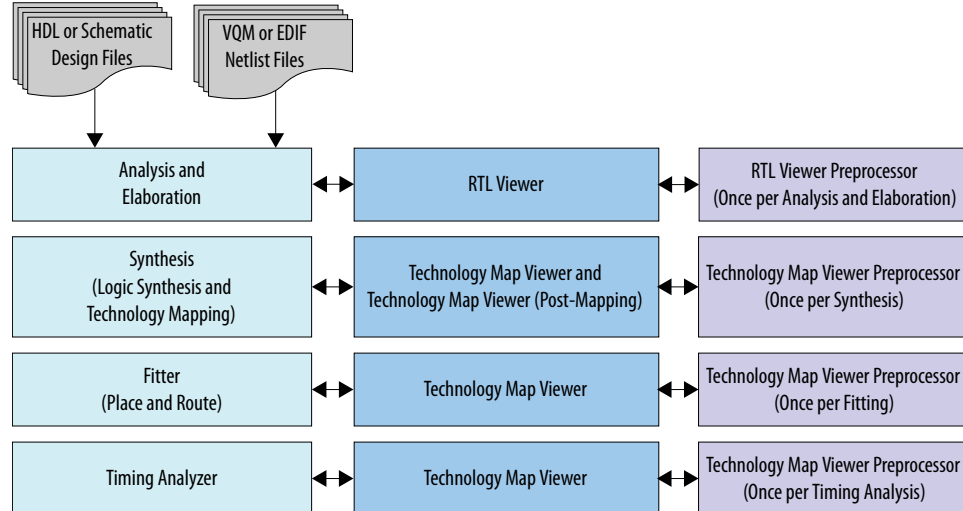 HDL or Schematic
Design Files
VQM or EDIF
Netlist Files
Analysis and
Elaboration
RTL Viewer
RTL Viewer Preprocessor
(Once per Analysis and Elaboration)
Synthesis
(Logic Synthesis and
Technology Mapping)
Technology Map Viewer and
Technology Map Viewer (Post-Mapping)
Technology Map Viewer Preprocessor
(Once per Synthesis)
Fitter
(Place and Route)
Technology Map Viewer
Technology Map Viewer Preprocessor
(Once per Fitting)
Timing Analyzer
Technology Map Viewer
Technology Map Viewer Preprocessor
(Once per Timing Analysis)